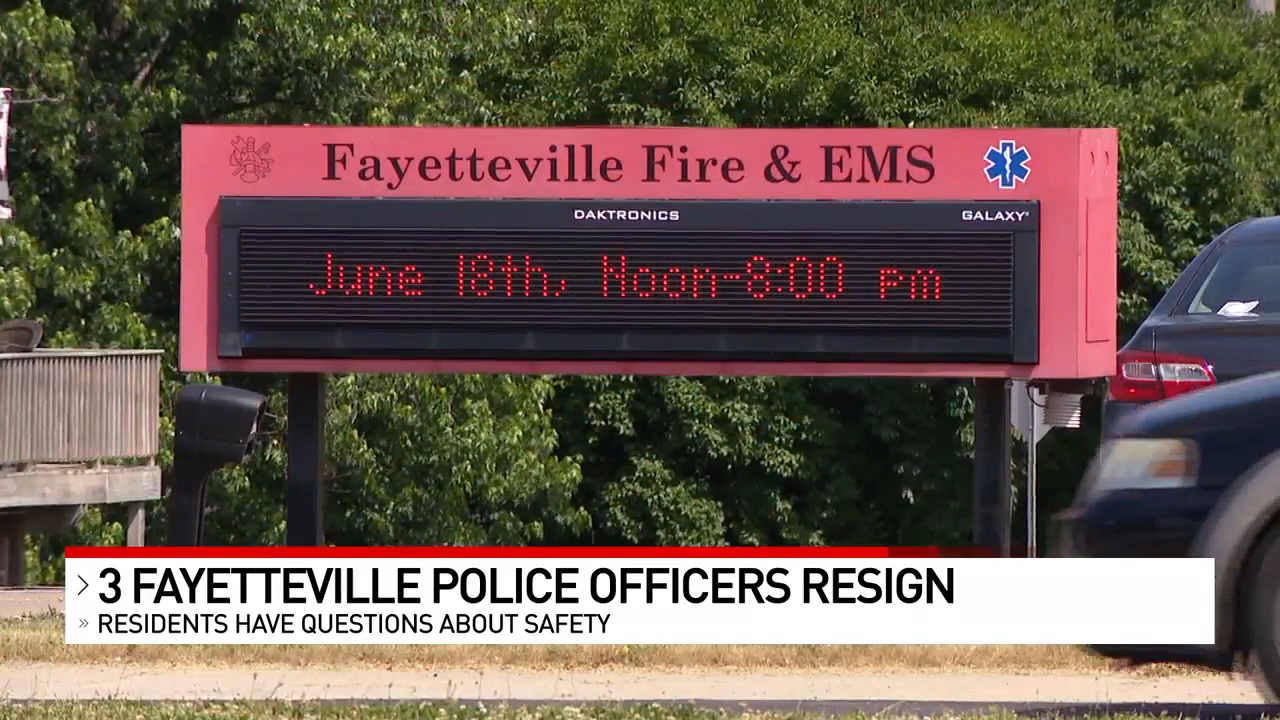 Fayetteville Fire & EMS
DAKTRONICS GALAXY
June 18th, Noon-8:00 pm
> 3 FAYETTEVILLE POLICE OFFICERS RESIGN
» RESIDENTS HAVE QUESTIONS ABOUT SAFETY